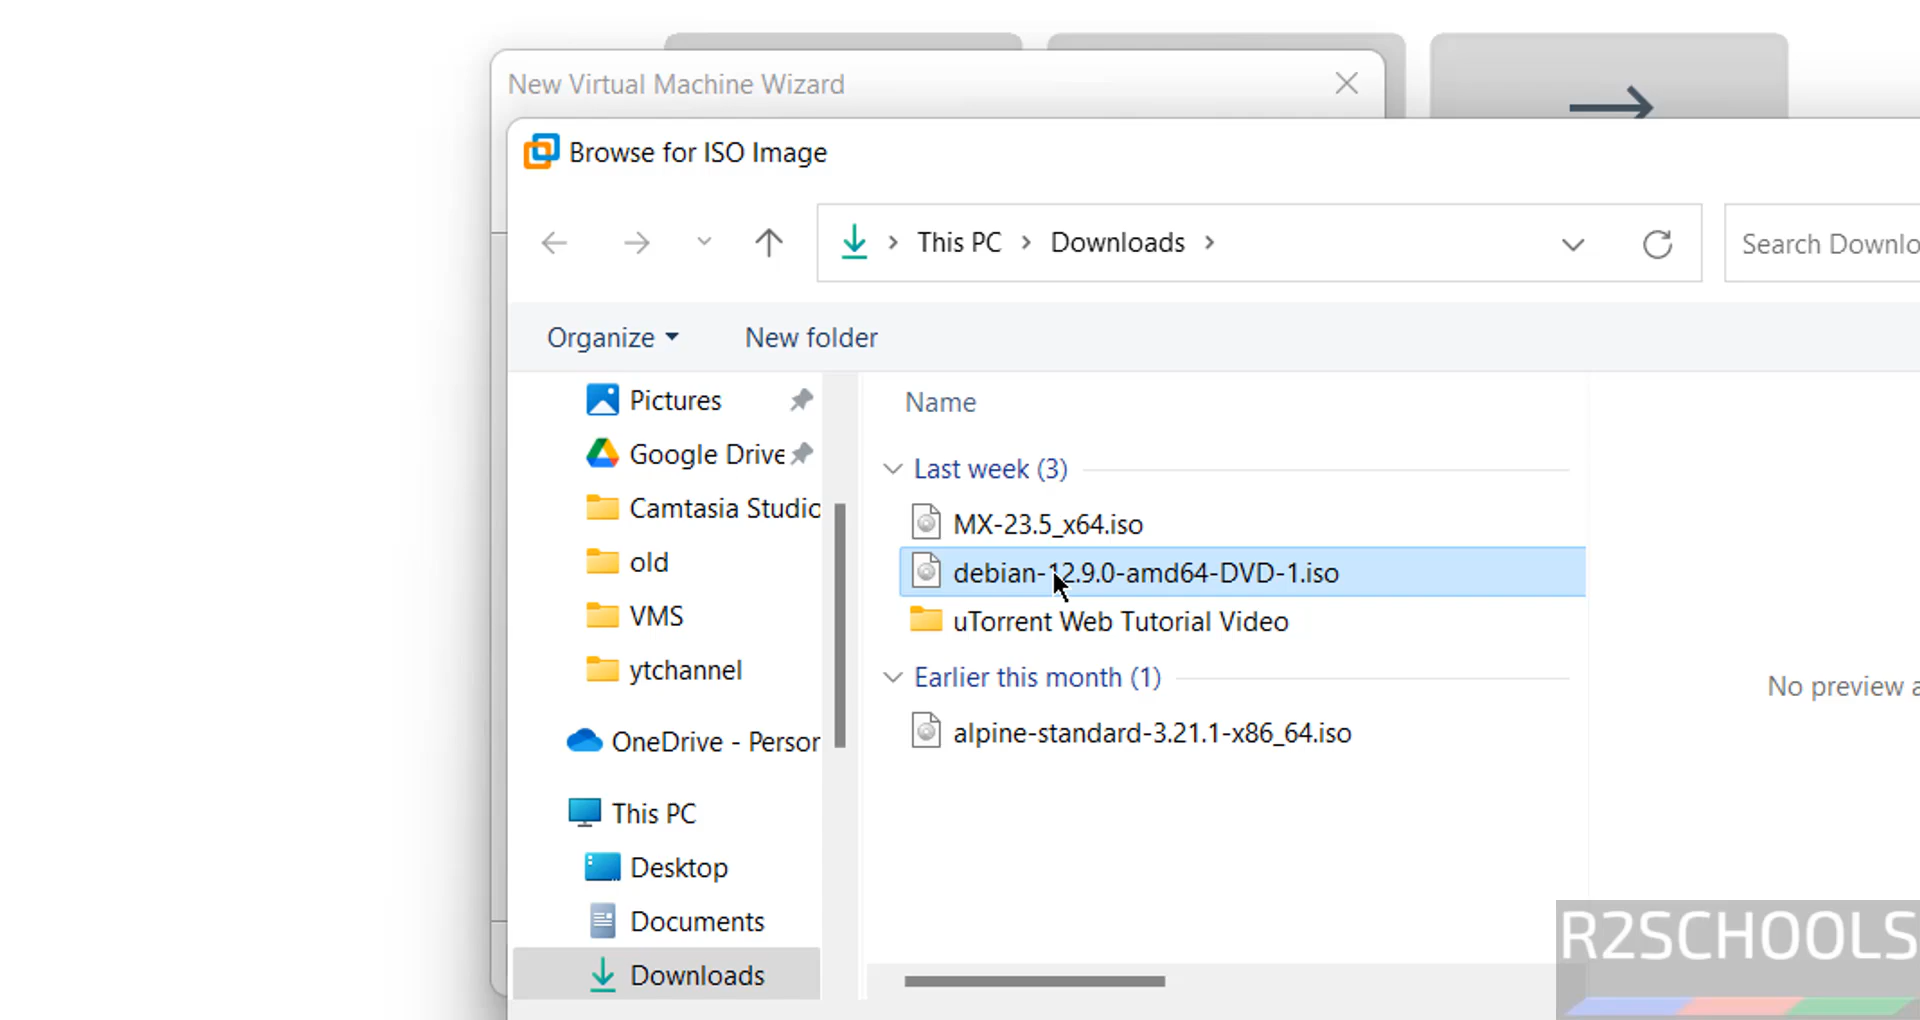 New Virtual Machine Wizard
Browse for ISO Image
This PC
Downloads
Search Downlo
Organize
New folder
Pictures
Google Drive
Camtasia Studio
old
VMS
ytchannel
OneDrive - Person
This PC
Desktop
Documents
Downloads
Name
Last week (3)
MX-23.5_x64.iso
debian-12.9.0-amd64-DVD-1.iso
uTorrent Web Tutorial Video
Earlier this month (1)
alpine-standard-3.21.1-x86_64.iso
No preview a
R2SCHOOLS